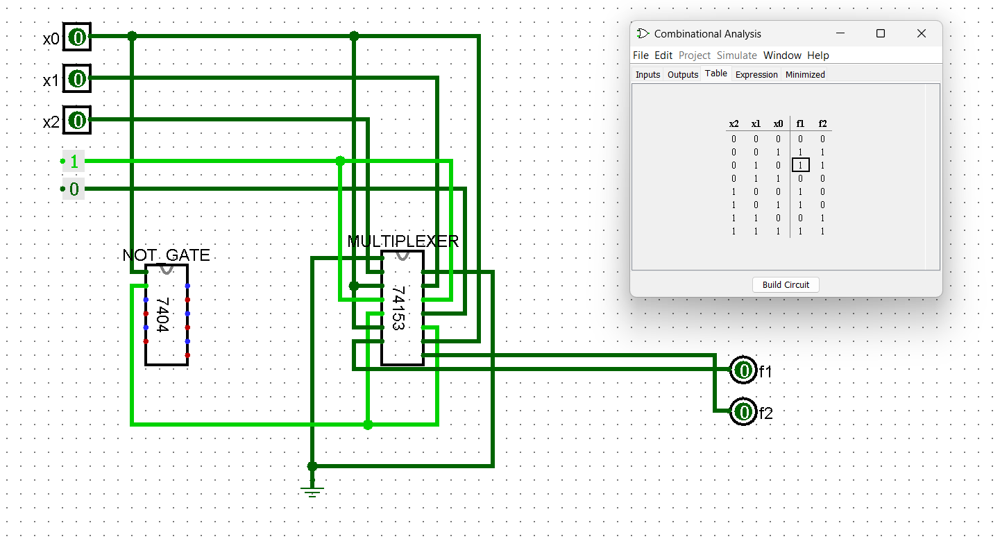 x0 0
x1 0
x2 0
1
0
NOT_GATE
7404
MULTIPLEXER
74153
0 f1
0 f2
Combinational Analysis
File Edit Project Simulate Window Help
Inputs Outputs Table Expression Minimized
x2 x1 x0 f1 f2
0 0 0 0 0
0 0 1 1 1
0 1 0 1 1
0 1 1 0 0
1 0 0 1 0
1 0 1 1 0
1 1 0 0 1
1 1 1 1 1
Build Circuit